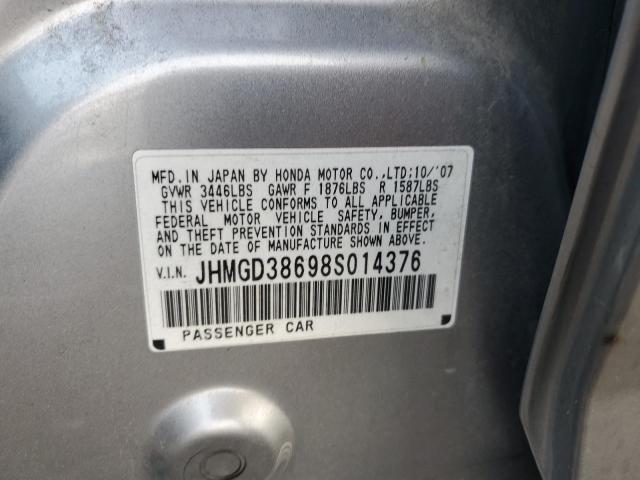 MFD.IN JAPAN BY HONDA MOTOR CO.,LTD;10/'07
GVWR 3446LBS GAWR F 1876LBS R 1587LBS
THIS VEHICLE CONFORMS TO ALL APPLICABLE
FEDERAL MOTOR VEHICLE SAFETY, BUMPER,
AND THEFT PREVENTION STANDARDS IN EFFECT
ON THE DATE OF MANUFACTURE SHOWN ABOVE.
V.I.N. JHMGD38698S014376
PASSENGER CAR